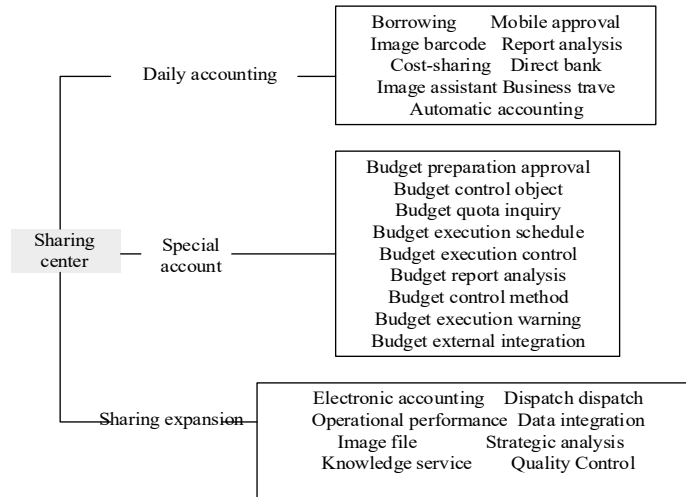 Borrowing Mobile approval
Image barcode Report analysis
Daily accounting
Cost-sharing Direct bank
Image assistant Business trave
Automatic accounting
Budget preparation approval
Budget control object
Budget quota inquiry
Budget execution schedule
Sharing
center
Special
account
Budget execution control
Budget report analysis
Budget control method
Budget execution warning
Budget external integration
Sharing expansion
Electronic accounting Dispatch dispatch
Operational performance Data integration
Image file Strategic analysis
Knowledge service Quality Control